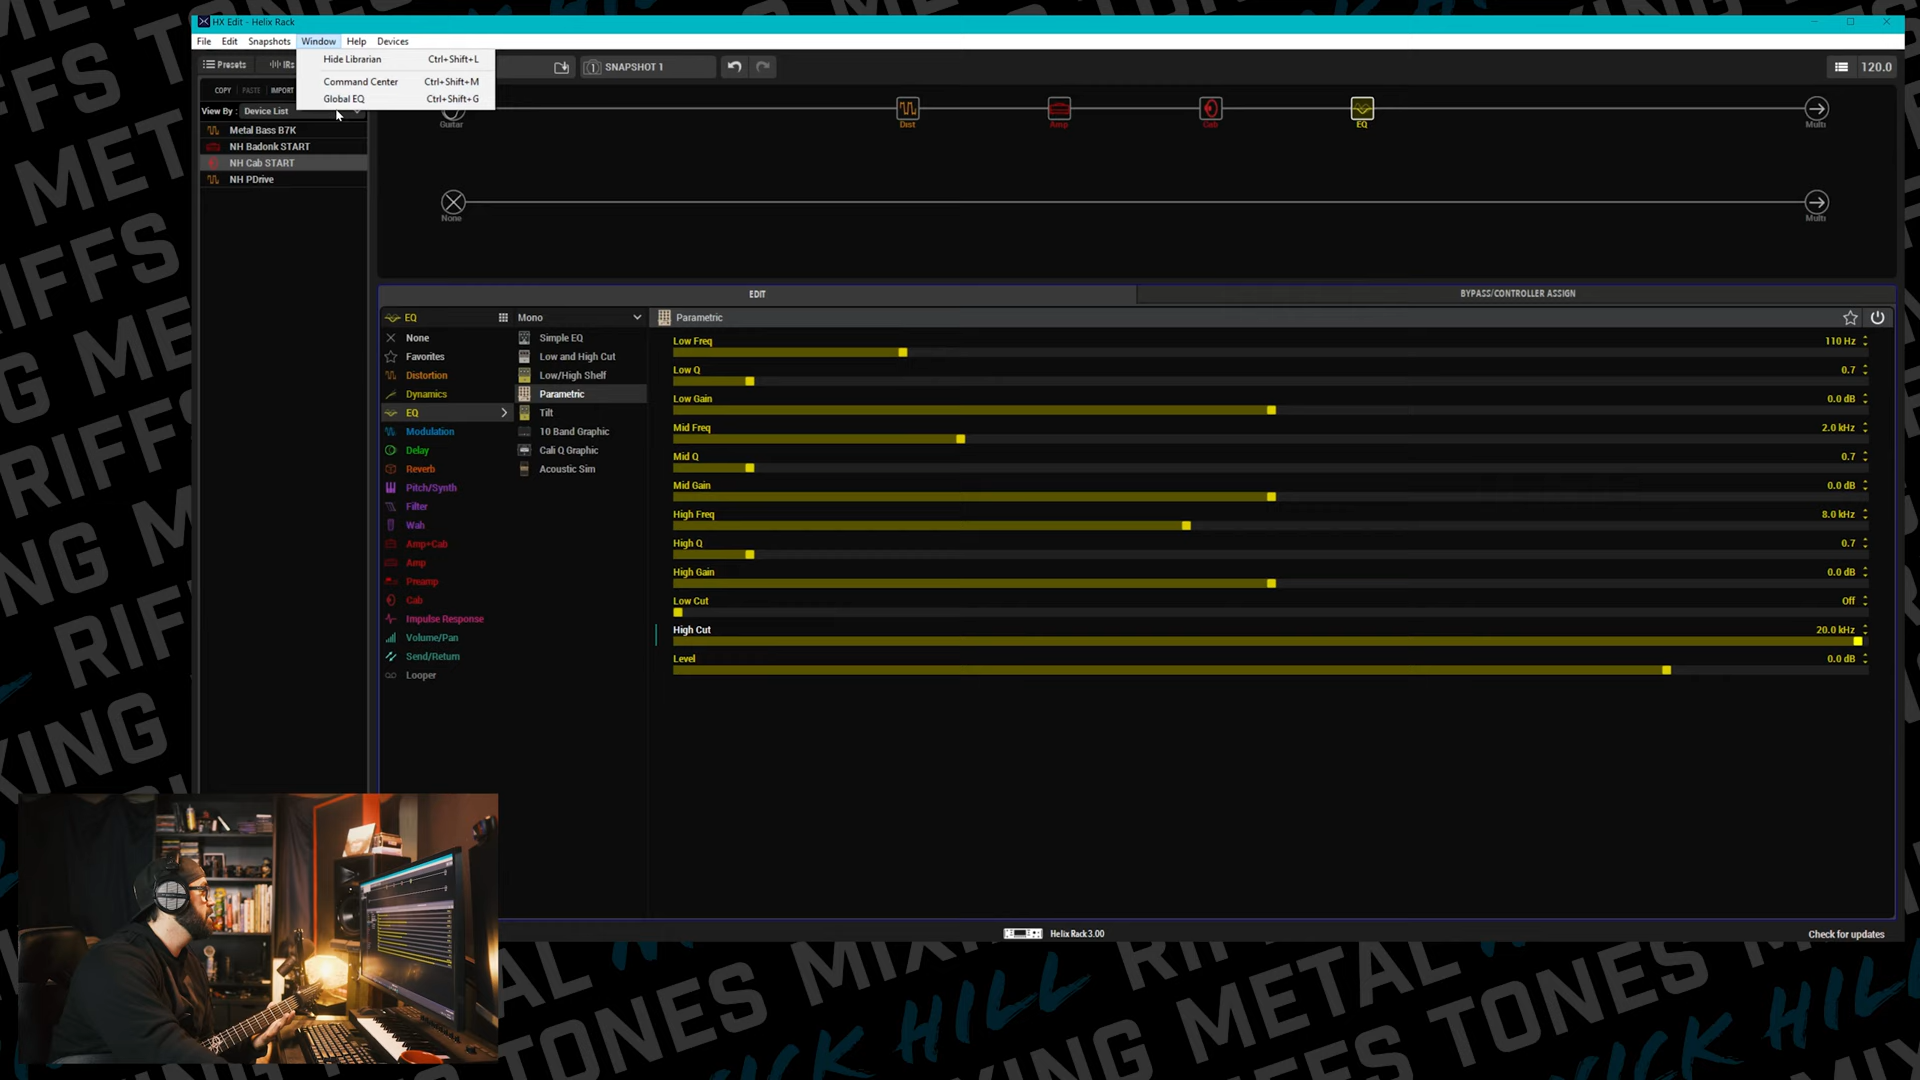 HX Edit - Helix Rack
File Edit Snapshots Window Help Devices
Hide Librarian Ctrl+Shift+L
Command Center Ctrl+Shift+M
Global EQ Ctrl+Shift+G
Presets IRs
1 SNAPSHOT 1
120.0
COPY PASTE IMPORT
View By: Device List
Metal Bass B7K
NH Badonk START
NH Cab START
NH PDrive
Guitar Dist Amp Cab EQ Multi
None Multi
EDIT BYPASS/CONTROLLER ASSIGN
EQ Mono Parametric
None
Favorites
Distortion
Dynamics
EQ
Modulation
Delay
Reverb
Pitch/Synth
Filter
Wah
Amp+Cab
Amp
Preamp
Cab
Impulse Response
Volume/Pan
Send/Return
Looper
Simple EQ
Low and High Cut
Low/High Shelf
Parametric
Tilt
10 Band Graphic
Cali Q Graphic
Acoustic Sim
Low Freq 110 Hz
Low Q 0.7
Low Gain 0.0 dB
Mid Freq 2.0 kHz
Mid Q 0.7
Mid Gain 0.0 dB
High Freq 8.0 kHz
High Q 0.7
High Gain 0.0 dB
Low Cut Off
High Cut 20.0 kHz
Level 0.0 dB
Helix Rack 3.00
Check for updates
RIFFS
METAL
MIXING
TONES
HILL